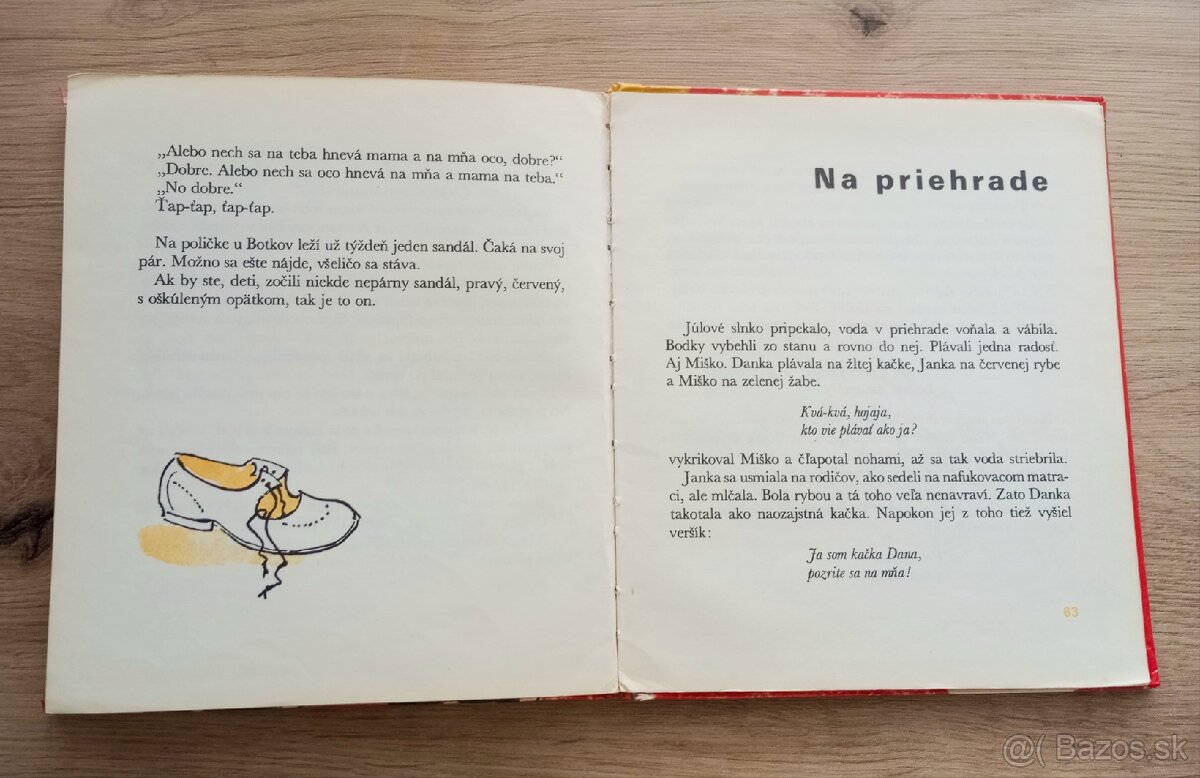 „Alebo nech sa na teba hnevá mama a na mňa oco, dobre?“
„Dobre. Alebo nech sa oco hnevá na mňa a mama na teba.“
„No dobre.“
Ťap-ťap, ťap-ťap.
Na poličke u Botkov leží už týždeň jeden sandál. Čaká na svoj
pár. Možno sa ešte nájde, všeličo sa stáva.
Ak by ste, deti, zočili niekde nepárny sandál, pravý, červený,
s oškúleným opätkom, tak je to on.
Na priehrade
Júlové slnko pripekalo, voda v priehrade voňala a vábila.
Bodky vybehli zo stanu a rovno do nej. Plávali jedna radosť.
Aj Miško. Danka plávala na žltej kačke, Janka na červenej rybe
a Miško na zelenej žabe.
Kvá-kvá, hajaja,
kto vie plávať ako ja?
vykrikoval Miško a čľapotal nohami, až sa tak voda striebrila.
Janka sa usmiala na rodičov, ako sedeli na nafukovacom matra-
ci, ale mlčala. Bola rybou a tá toho veľa nenavraví. Zato Danka
takotala ako naozajstná kačka. Napokon jej z toho tiež vyšiel
veršík:
Ja som kačka Dana,
pozrite sa na mňa!
63
@( Bazos.sk